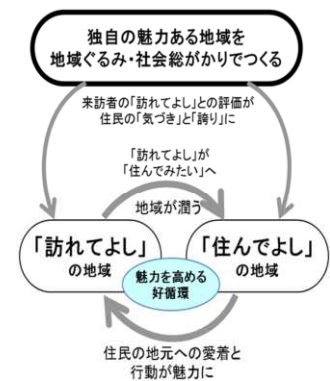 独自の魅力ある地域を
地域ぐるみ・社会総がかりでつくる
来訪者の「訪れてよし」との評価が
住民の「気づき」と「誇り」に
「訪れてよし」が
「住んでみたい」へ
地域が潤う
「訪れてよし」
の地域
「住んでよし」
の地域
魅力を高める
好循環
住民の地元への愛着と
行動が魅力に